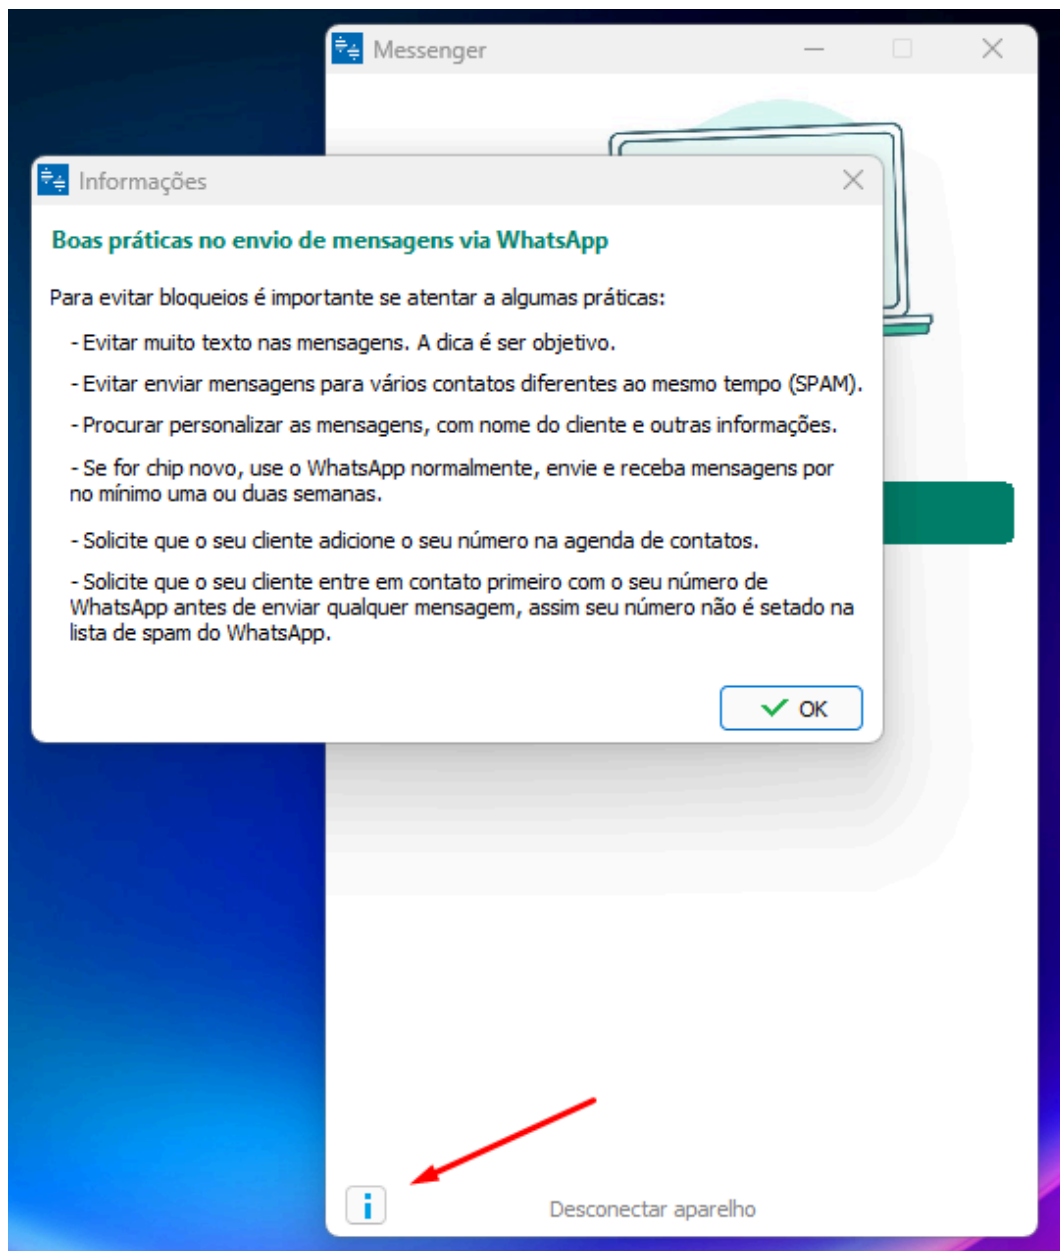 Messenger
Informações
Boas práticas no envio de mensagens via WhatsApp
Para evitar bloqueios é importante se atentar a algumas práticas:
- Evitar muito texto nas mensagens. A dica é ser objetivo.
- Evitar enviar mensagens para vários contatos diferentes ao mesmo tempo (SPAM).
- Procurar personalizar as mensagens, com nome do cliente e outras informações.
- Se for chip novo, use o WhatsApp normalmente, envie e receba mensagens por
no mínimo uma ou duas semanas.
- Solicite que o seu cliente adicione o seu número na agenda de contatos.
- Solicite que o seu cliente entre em contato primeiro com o seu número de
WhatsApp antes de enviar qualquer mensagem, assim seu número não é setado na
lista de spam do WhatsApp.
OK
Desconectar aparelho